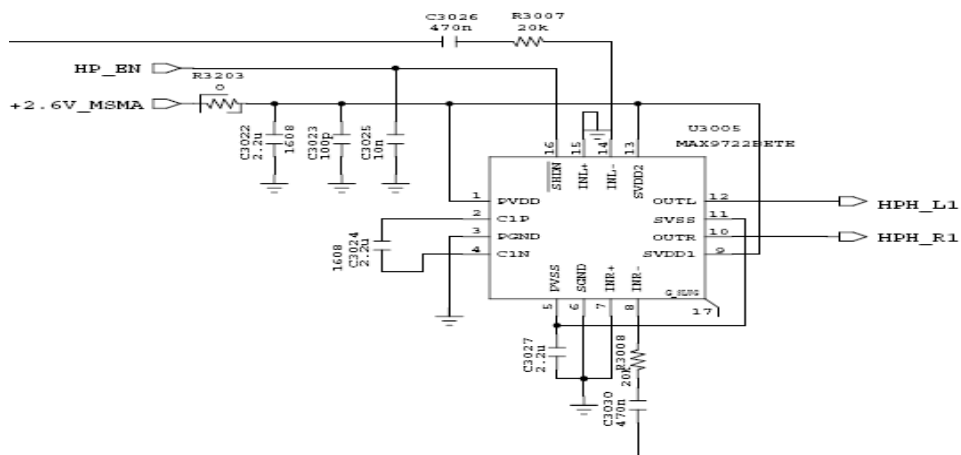 C3026
470n
R3007
20k
HP_EN
R3203
0
+2.6V_MSMA
C3022
2.2u
1608
C3023
100p
C3025
10n
U3005
MAX9722BETE
16
15
14
13
SHDN
INL+
INL-
SVDD2
1
PVDD
2
C1P
3
PGND
4
C1N
OUTL
12
HPH_L1
SVSS
11
OUTR
10
HPH_R1
SVDD1
9
1608
C3024
2.2u
PVSS
SGND
INR+
INR-
G_SLUG
17
5
6
7
8
C3027
2.2u
R3008
20K
C3030
470n